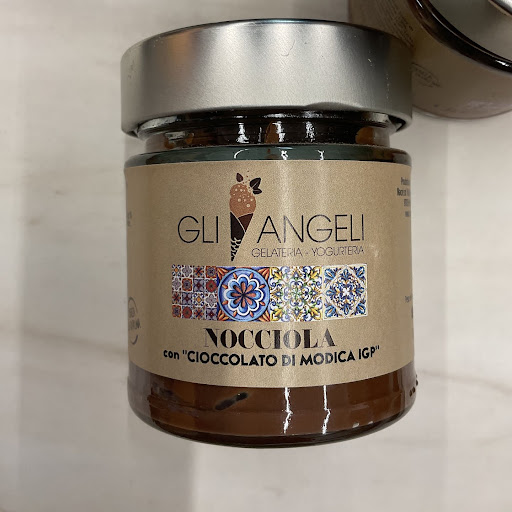 GLI ANGELI
GELATERIA - YOGURTERIA
NOCCIOLA
con "CIOCCOLATO DI MODICA IGP"